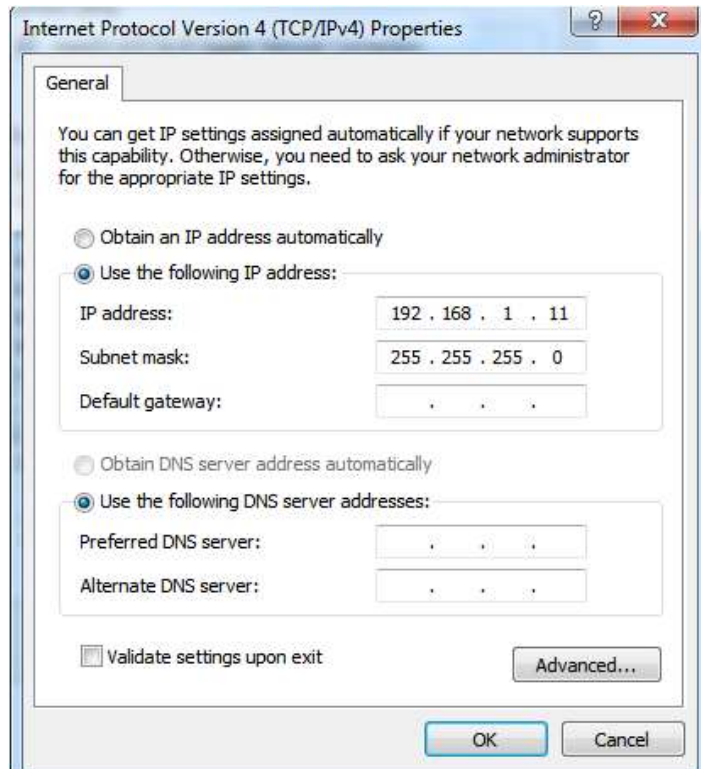 Internet Protocol Version 4 (TCP/IPv4) Properties
General
You can get IP settings assigned automatically if your network supports
this capability. Otherwise, you need to ask your network administrator
for the appropriate IP settings.
Obtain an IP address automatically
Use the following IP address:
IP address: 192 . 168 . 1 . 11
Subnet mask: 255 . 255 . 255 . 0
Default gateway: . . .
Obtain DNS server address automatically
Use the following DNS server addresses:
Preferred DNS server: . . .
Alternate DNS server: . . .
Validate settings upon exit
Advanced...
OK Cancel